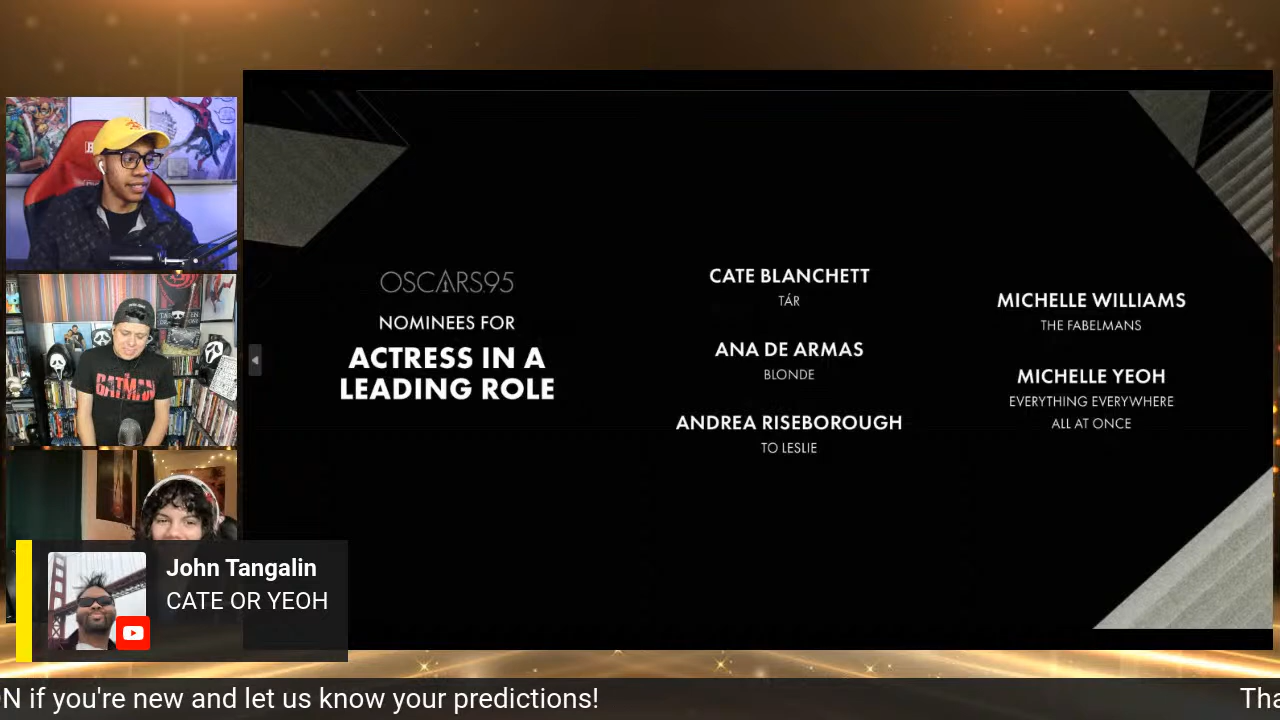 OSCARS95
NOMINEES FOR
ACTRESS IN A
LEADING ROLE
CATE BLANCHETT
TÁR
ANA DE ARMAS
BLONDE
ANDREA RISEBOROUGH
TO LESLIE
MICHELLE WILLIAMS
THE FABELMANS
MICHELLE YEOH
EVERYTHING EVERYWHERE
ALL AT ONCE
BATMAN
John Tangalin
CATE OR YEOH
ON if you're new and let us know your predictions!
Tha